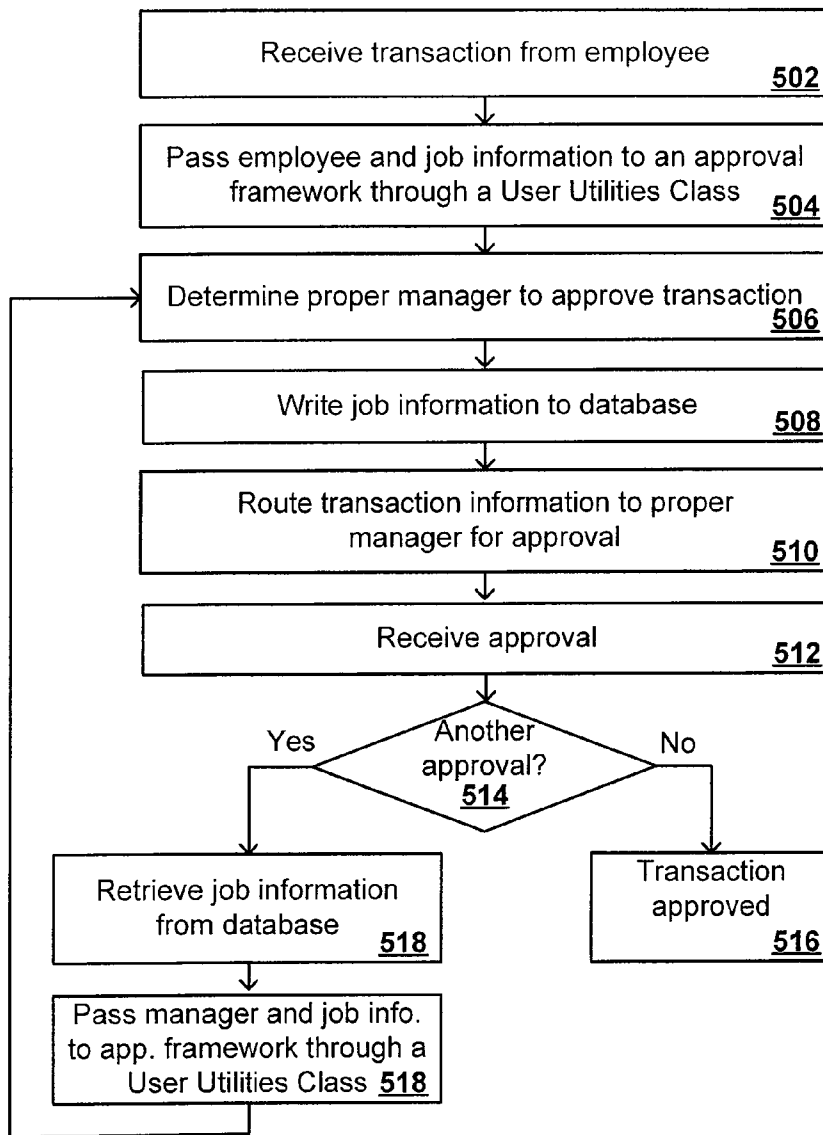 Receive transaction from employee
502
Pass employee and job information to an approval
framework through a User Utilities Class
504
Determine proper manager to approve transaction
506
Write job information to database
508
Route transaction information to proper
manager for approval
510
Receive approval
512
Another
approval?
514
Yes
No
Retrieve job information
from database
518
Transaction
approved
516
Pass manager and job info.
to app. framework through a
User Utilities Class 518